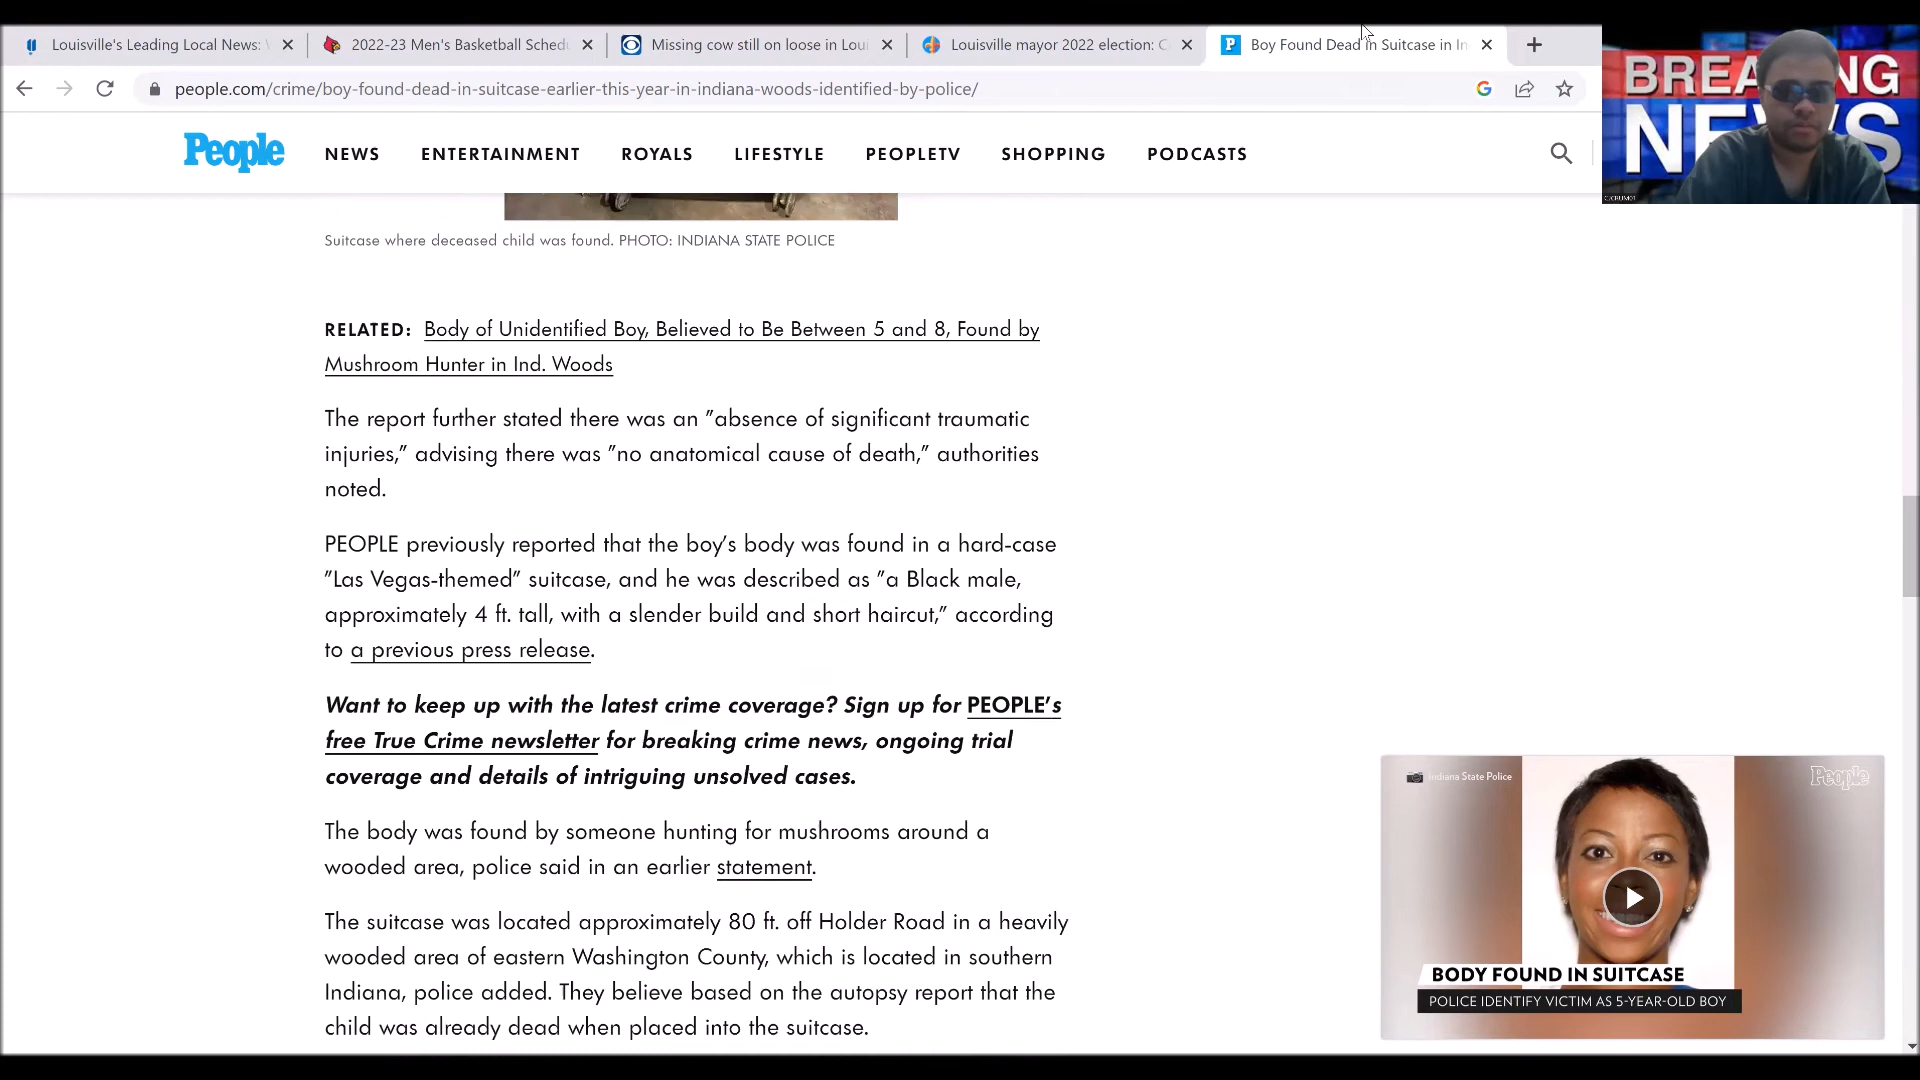 Louisville's Leading Local News:
2022-23 Men's Basketball Sched
Missing cow still on loose in Lou
Louisville mayor 2022 election: C
Boy Found Dead in Suitcase in In
people.com/crime/boy-found-dead-in-suitcase-earlier-this-year-in-indiana-woods-identified-by-police/
BREAKING
NEWS
CJCRUM01
People
NEWS
ENTERTAINMENT
ROYALS
LIFESTYLE
PEOPLETV
SHOPPING
PODCASTS
Suitcase where deceased child was found. PHOTO: INDIANA STATE POLICE
RELATED: Body of Unidentified Boy, Believed to Be Between 5 and 8, Found by
Mushroom Hunter in Ind. Woods
The report further stated there was an "absence of significant traumatic
injuries," advising there was "no anatomical cause of death," authorities
noted.
PEOPLE previously reported that the boy's body was found in a hard-case
"Las Vegas-themed" suitcase, and he was described as "a Black male,
approximately 4 ft. tall, with a slender build and short haircut," according
to a previous press release.
Want to keep up with the latest crime coverage? Sign up for PEOPLE's
free True Crime newsletter for breaking crime news, ongoing trial
coverage and details of intriguing unsolved cases.
The body was found by someone hunting for mushrooms around a
wooded area, police said in an earlier statement.
The suitcase was located approximately 80 ft. off Holder Road in a heavily
wooded area of eastern Washington County, which is located in southern
Indiana, police added. They believe based on the autopsy report that the
child was already dead when placed into the suitcase.
Indiana State Police
People
BODY FOUND IN SUITCASE
POLICE IDENTIFY VICTIM AS 5-YEAR-OLD BOY